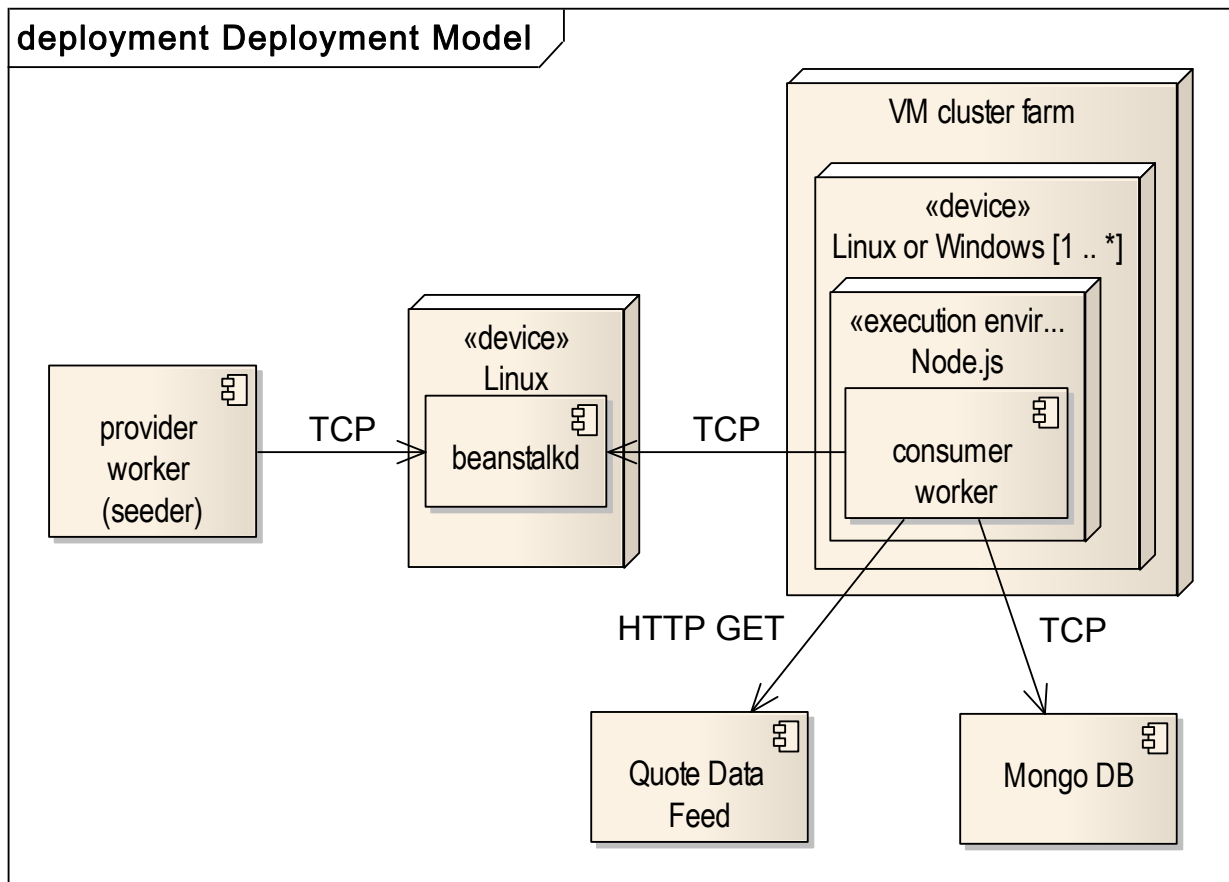 deployment Deployment Model
VM cluster farm
«device»
Linux or Windows [1 .. *]
«execution envir...
Node.js
consumer
worker
«device»
Linux
beanstalkd
provider
worker
(seeder)
TCP
TCP
HTTP GET
TCP
Quote Data
Feed
Mongo DB